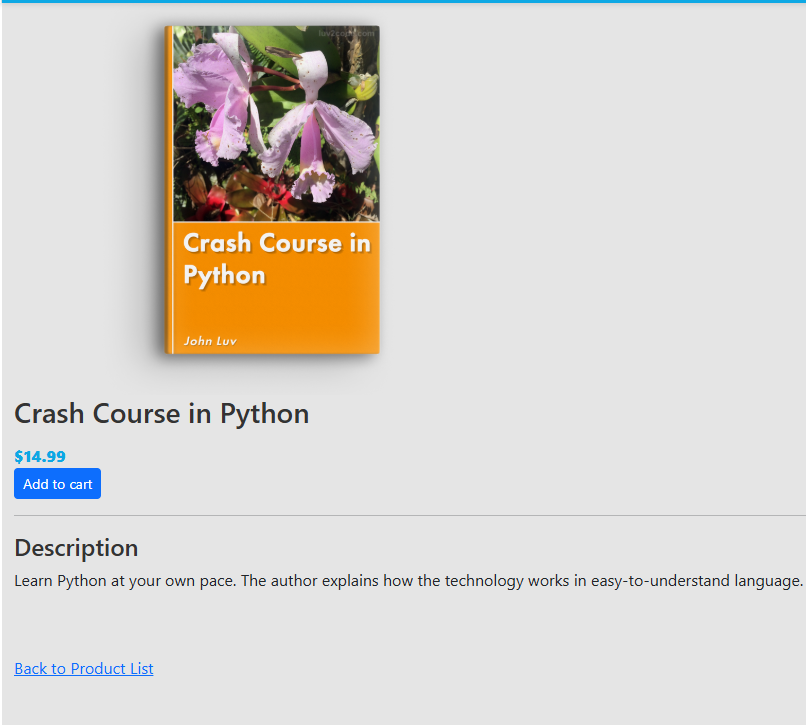 luv2code.com
Crash Course in
Python
John Luv
Crash Course in Python
$14.99
Add to cart
Description
Learn Python at your own pace. The author explains how the technology works in easy-to-understand language.
Back to Product List